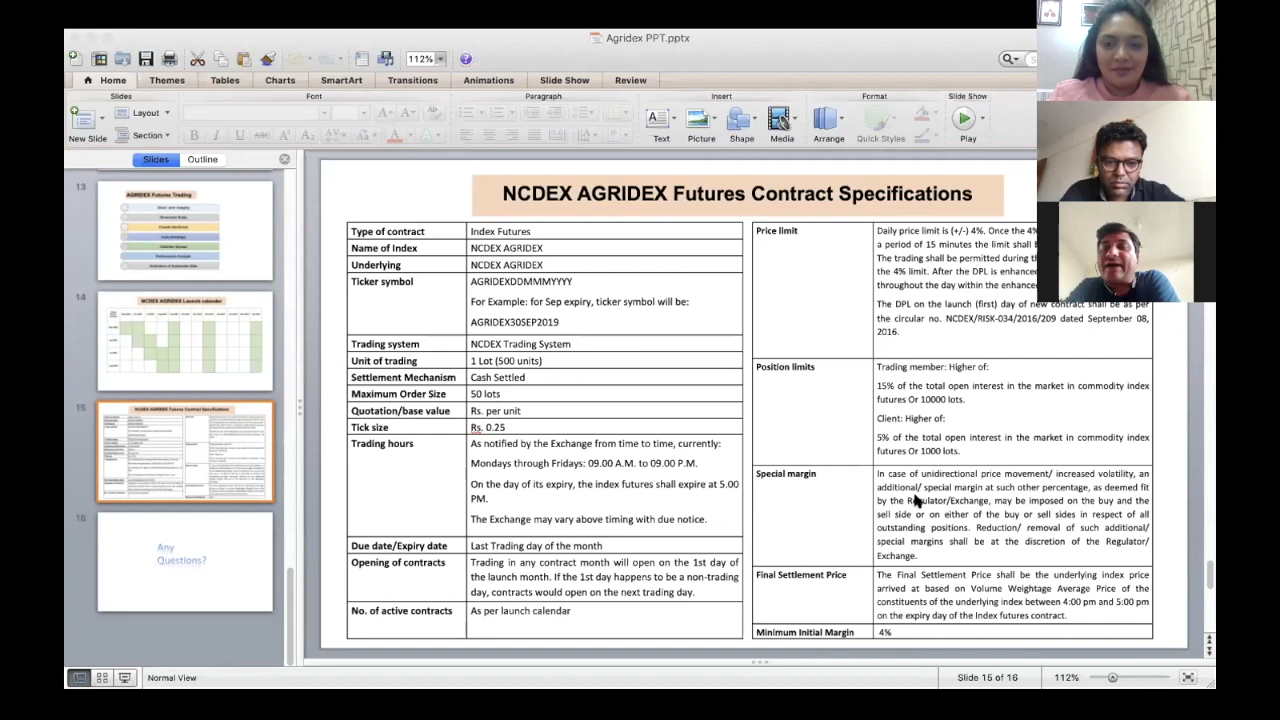 Agridex PPT.pptx
112%
Home Themes Tables Charts SmartArt Transitions Animations Slide Show Review
Slides Font Paragraph Insert Format Slide Show
New Slide
Layout
Section
Text Picture Shape Media Arrange Quick Styles Play
Slides Outline
13
AGRIDEX Futures Trading
14
NCDEX AGRIDEX Launch calender
15
NCDEX AGRIDEX Futures Contract Specifications
16
Any
Questions?
NCDEX AGRIDEX Futures Contract Specifications
Type of contract Index Futures
Name of Index NCDEX AGRIDEX
Underlying NCDEX AGRIDEX
Ticker symbol AGRIDEXDDMMMYYYY
For Example: for Sep expiry, ticker symbol will be:
AGRIDEX30SEP2019
Trading system NCDEX Trading System
Unit of trading 1 Lot (500 units)
Settlement Mechanism Cash Settled
Maximum Order Size 50 lots
Quotation/base value Rs. per unit
Tick size Rs. 0.25
Trading hours As notified by the Exchange from time to time, currently:
Mondays through Fridays: 09.00 A.M. to 09.00 P.M.
On the day of its expiry, the index futures shall expire at 5.00
PM.
The Exchange may vary above timing with due notice.
Due date/Expiry date Last Trading day of the month
Opening of contracts Trading in any contract month will open on the 1st day of
the launch month. If the 1st day happens to be a non-trading
day, contracts would open on the next trading day.
No. of active contracts As per launch calendar
Price limit Daily price limit is (+/-) 4%. Once the 4%
a period of 15 minutes the limit shall
The trading shall be permitted during
the 4% limit. After the DPL is enhanced
throughout the day within the enhanced
The DPL on the launch (first) day of new contract shall be as per
the circular no. NCDEX/RISK-034/2016/209 dated September 08,
2016.
Position limits Trading member: Higher of:
15% of the total open interest in the market in commodity index
futures Or 10000 lots.
Client: Higher of:
5% of the total open interest in the market in commodity index
futures Or 1000 lots.
Special margin In case of unidirectional price movement/ increased volatility, an
additional/ special margin at such other percentage, as deemed fit
by the Regulator/Exchange, may be imposed on the buy and the
sell side or on either of the buy or sell sides in respect of all
outstanding positions. Reduction/ removal of such additional/
special margins shall be at the discretion of the Regulator/
Exchange.
Final Settlement Price The Final Settlement Price shall be the underlying index price
arrived at based on Volume Weightage Average Price of the
constituents of the underlying index between 4:00 pm and 5:00 pm
on the expiry day of the Index futures contract.
Minimum Initial Margin 4%
Normal View
Slide 15 of 16
112%